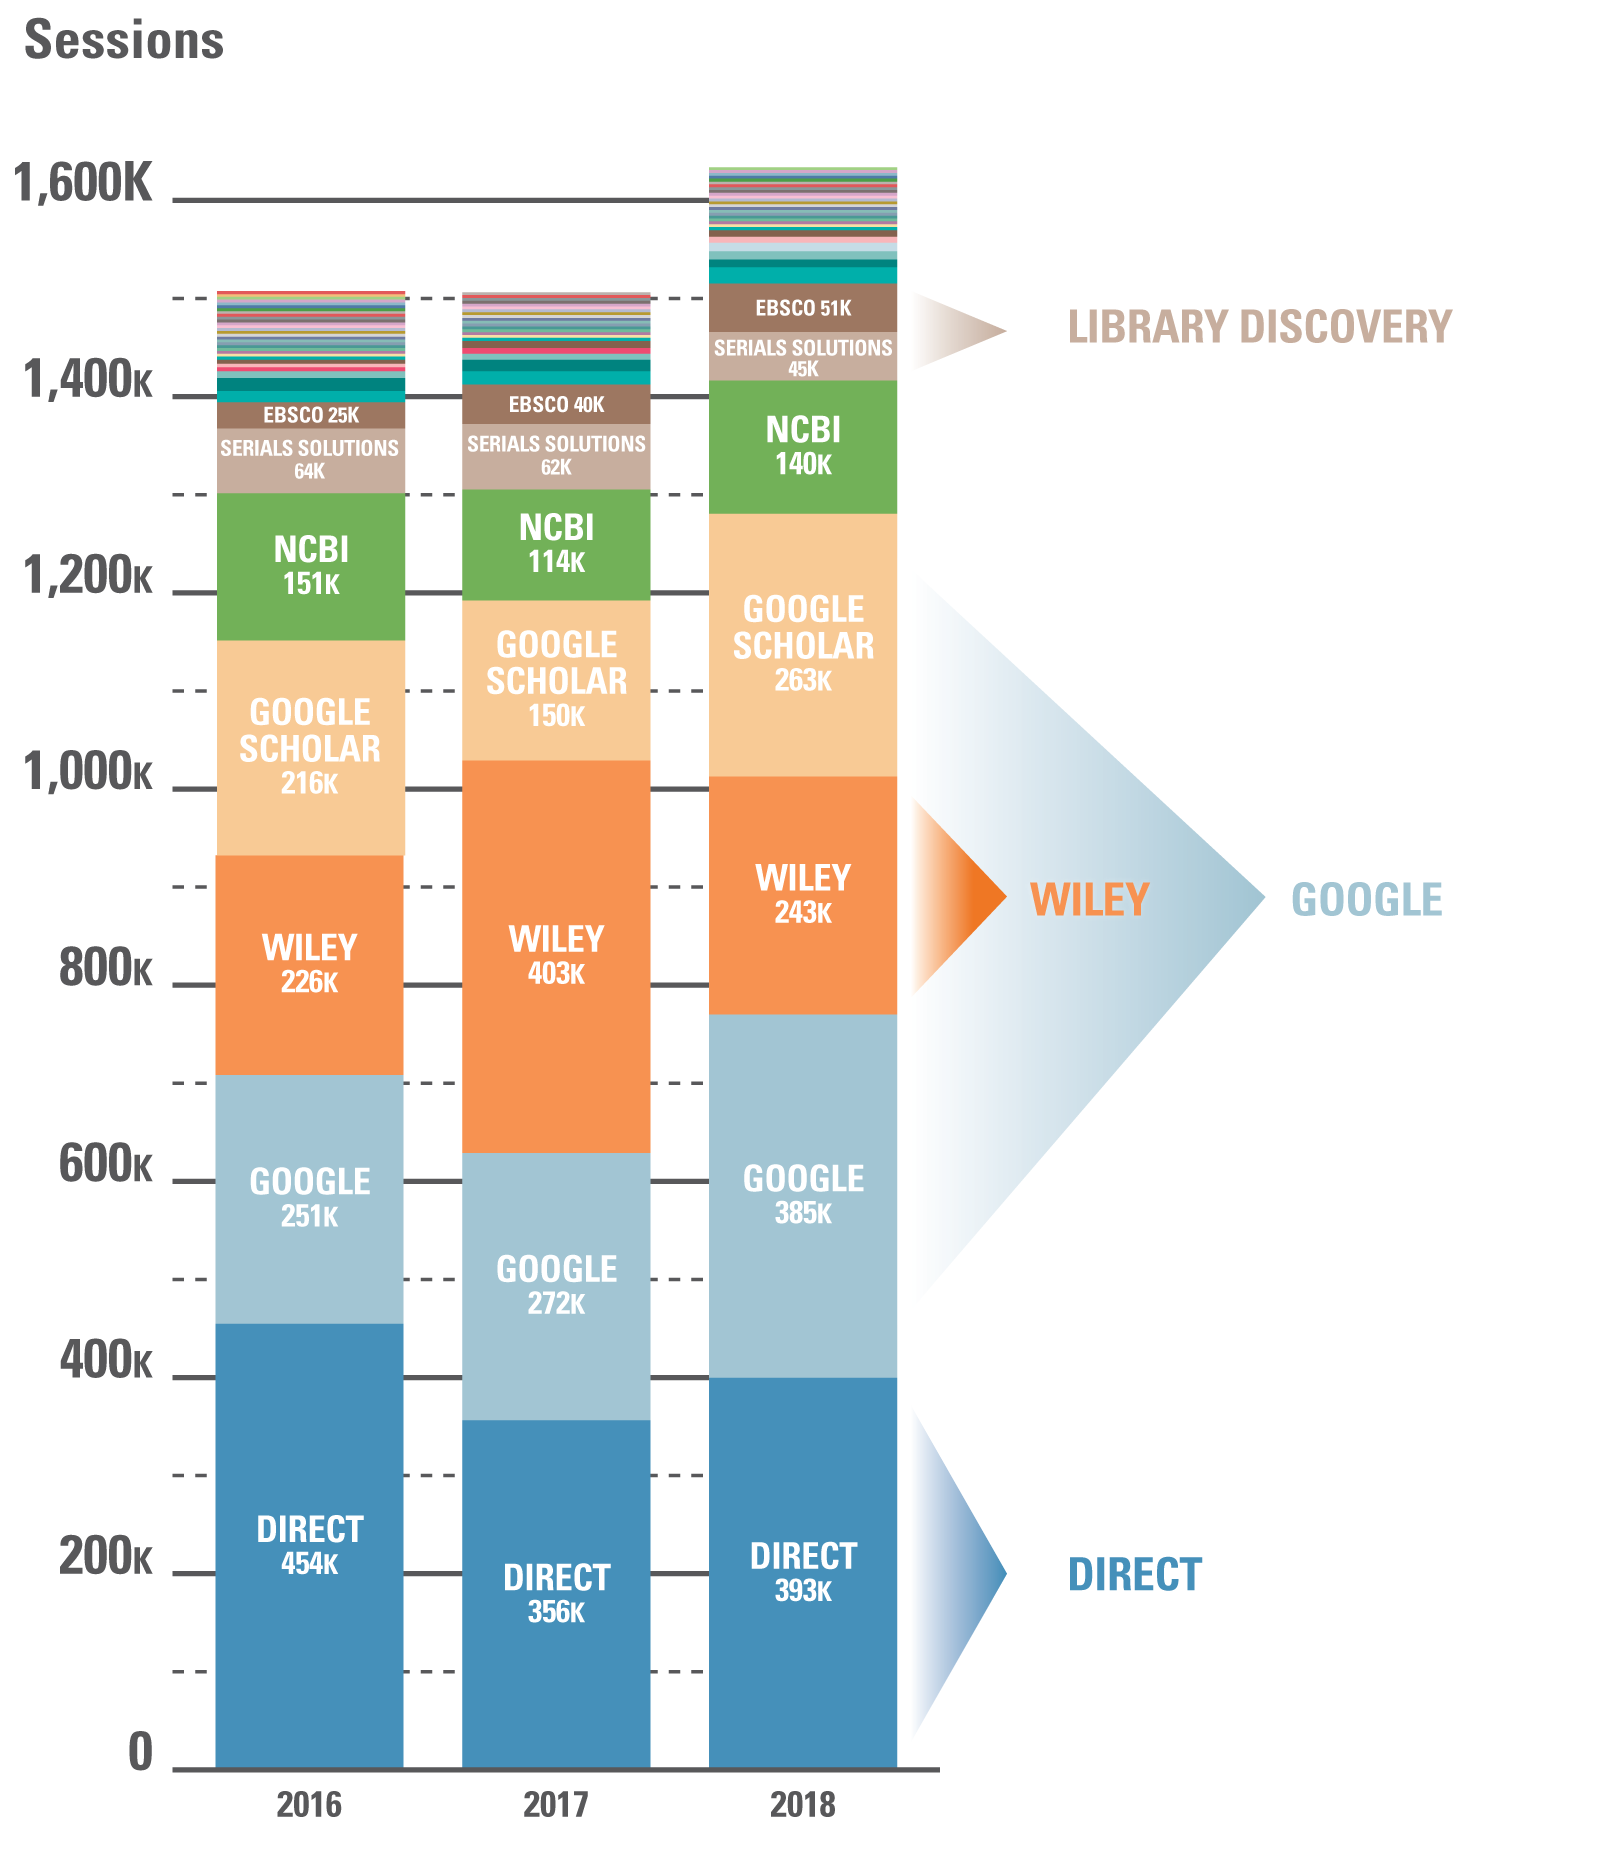 Sessions
1,600K
1,400K
1,200K
1,000K
800K
600K
400K
200K
0
EBSCO 25K
SERIALS SOLUTIONS
64K
NCBI
151K
GOOGLE
SCHOLAR
216K
WILEY
226K
GOOGLE
251K
DIRECT
454K
2016
EBSCO 40K
SERIALS SOLUTIONS
62K
NCBI
114K
GOOGLE
SCHOLAR
150K
WILEY
403K
GOOGLE
272K
DIRECT
356K
2017
EBSCO 51K
SERIALS SOLUTIONS
45K
NCBI
140K
GOOGLE
SCHOLAR
263K
WILEY
243K
GOOGLE
385K
DIRECT
393K
2018
LIBRARY DISCOVERY
WILEY
GOOGLE
DIRECT